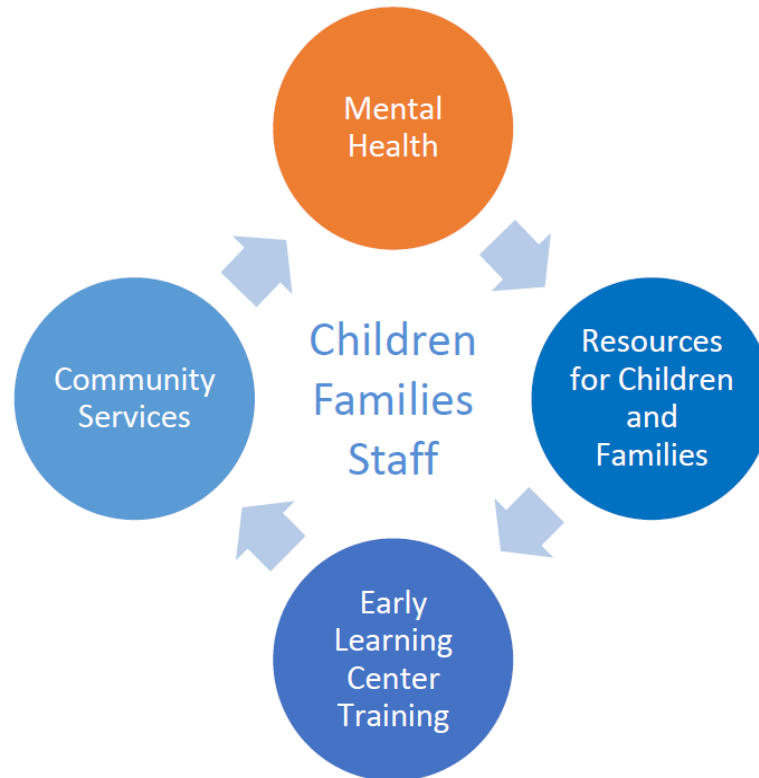 Mental
Health
Community
Services
Children
Families
Staff
Resources
for Children
and
Families
Early
Learning
Center
Training